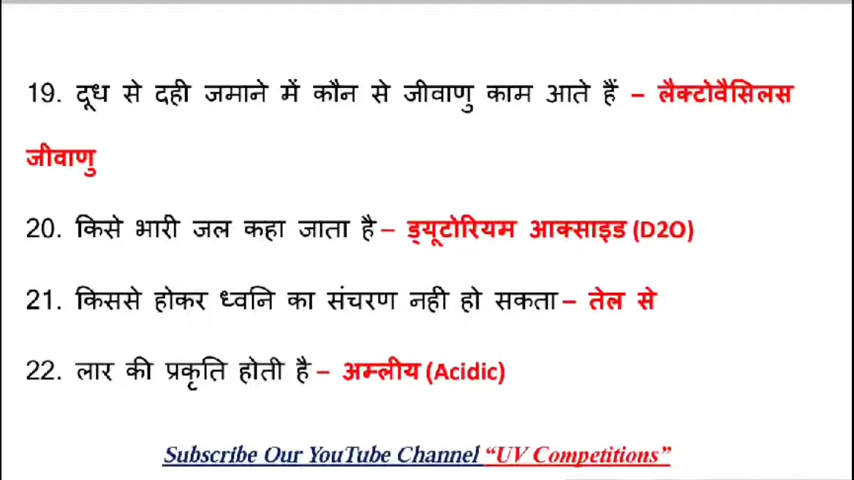 19. दूध से दही जमाने में कौन से जीवाणु काम आते हैं – लैक्टोवैसिलस
जीवाणु
20. किसे भारी जल कहा जाता है – ड्यूटोरियम आक्साइड (D2O)
21. किससे होकर ध्वनि का संचरण नही हो सकता – तेल से
22. लार की प्रकृति होती है – अम्लीय (Acidic)
Subscribe Our YouTube Channel “UV Competitions”